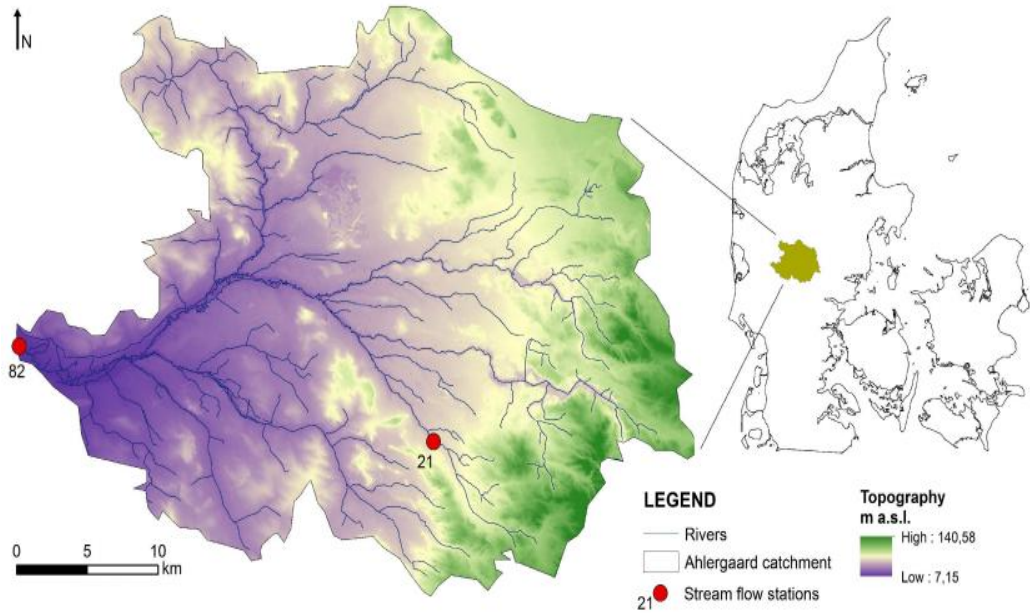 N
82
21
0 5 10
km
LEGEND
Rivers
Ahlergaard catchment
21 Stream flow stations
Topography
m a.s.l.
High : 140,58
Low : 7,15